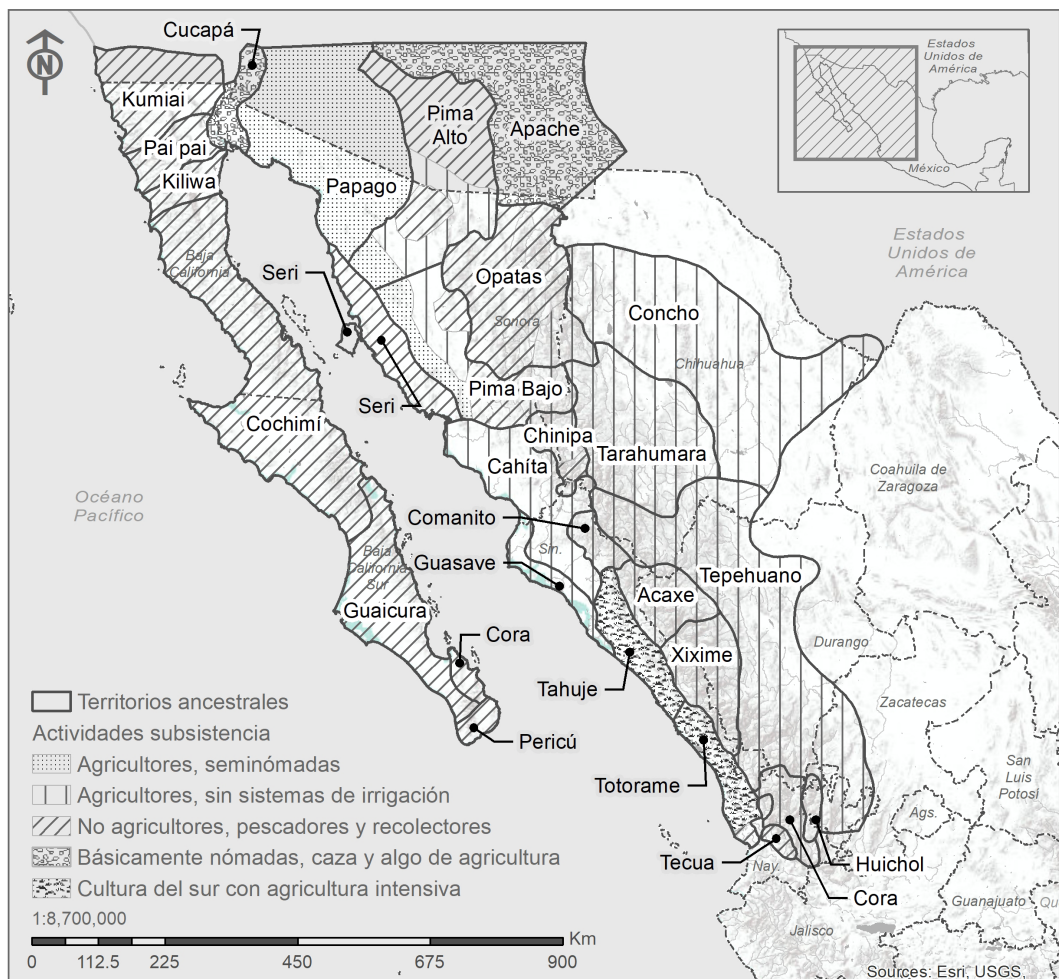 Cucapá
N
Estados
Unidos de
América
México
Kumiai
Pima
Alto
Apache
Pai pai
Kiliwa
Papago
Estados
Unidos de
América
Baja
California
Seri
Opatas
Sonora
Concho
Chihuahua
Seri
Pima Bajo
Cochimí
Chinipa
Tarahumara
Cahíta
Coahuila de
Zaragoza
Océano
Pacífico
Comanito
Sin.
Guasave
Baja
California
Sur
Tepehuano
Acaxe
Guaicura
Cora
Durango
Xixime
Tahuje
Zacatecas
Territorios ancestrales
Actividades subsistencia
Pericú
Agricultores, seminómadas
San
Luis
Potosí
Totorame
Agricultores, sin sistemas de irrigación
Ags.
No agricultores, pescadores y recolectores
Básicamente nómadas, caza y algo de agricultura
Tecua
Nay.
Huichol
Cultura del sur con agricultura intensiva
Cora
Guanajuato
Qu
1:8,700,000
Jalisco
Km
0 112.5 225 450 675 900
Sources: Esri, USGS,